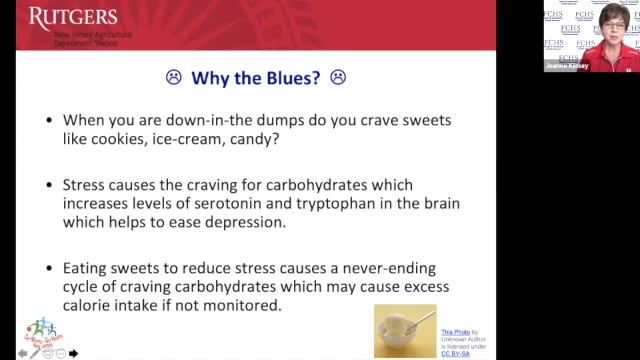 RUTGERS
New Jersey Agricultural
Experiment Station
FCHS
FCHS
FCHS
Joanne Kinsey
☹ Why the Blues? ☹
• When you are down-in-the dumps do you crave sweets
like cookies, ice-cream, candy?
• Stress causes the craving for carbohydrates which
increases levels of serotonin and tryptophan in the brain
which helps to ease depression.
• Eating sweets to reduce stress causes a never-ending
cycle of craving carbohydrates which may cause excess
calorie intake if not monitored.
This Photo by
Unknown Author
is licensed under
CC BY-SA